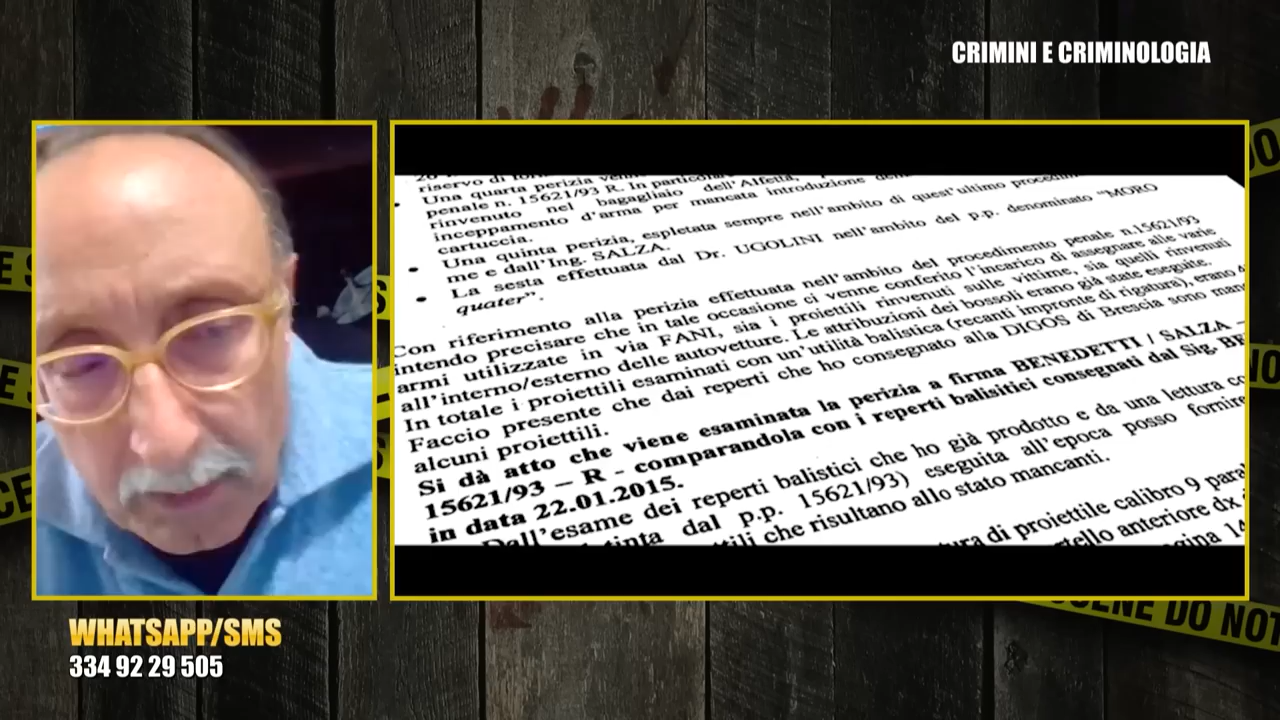 CRIMINI E CRIMINOLOGIA
riservo di
Una quarta perizia
penale n. 15621/93 R. In particolare
rinvenuto nel bagagliaio dell'Alfetta,
inceppamento d'arma per mancata introduzione
cartuccia.
• Una quinta perizia, espletata sempre nell'ambito di quest'ultimo
me e dall'Ing. SALZA.
• La sesta effettuata dal Dr. UGOLINI nell'ambito del p.p. denominato "MORO
quater".
Con riferimento alla perizia effettuata nell'ambito del procedimento penale n.15621/93
intendo precisare che in tale occasione ci venne conferito l'incarico di assegnare alle varie
armi utilizzate in via FANI, sia i proiettili rinvenuti sulle vittime, sia quelli rinvenuti
all'interno/esterno delle autovetture. Le attribuzioni dei bossoli erano già state eseguite.
In totale i proiettili esaminati con un'utilità balistica (recanti impronte di rigatura), erano
Faccio presente che dai reperti che ho consegnato alla DIGOS di Brescia sono
alcuni proiettili.
Si dà atto che viene esaminata la perizia a firma BENEDETTI / SALZA –
15621/93 – R - comparandola con i reperti balisitici consegnati dal Sig.
in data 22.01.2015.
Dall'esame dei reperti balistici che ho già prodotto e da una lettura
dal p.p. 15621/93) eseguita all'epoca posso fornire
che risultano allo stato mancanti.
di proiettile calibro 9
anteriore dx
WHATSAPP/SMS
334 92 29 505
DO NOT